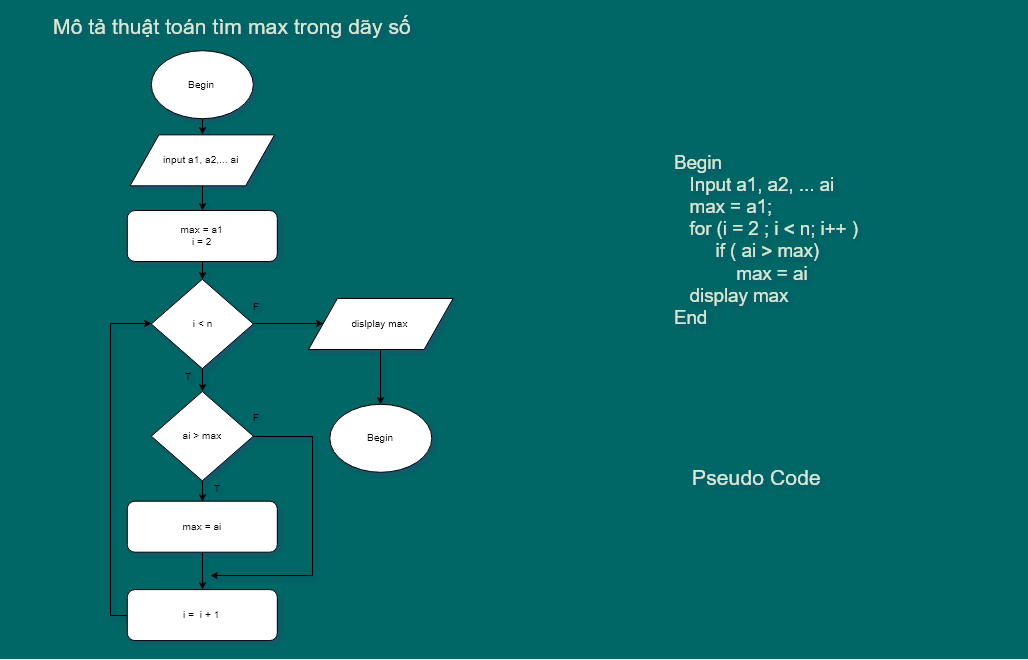 Mô tả thuật toán tìm max trong dãy số
Begin
input a1, a2,... ai
max = a1
i = 2
i < n
F
T
dislplay max
Begin
ai > max
F
T
max = ai
i = i + 1
Begin
Input a1, a2, ... ai
max = a1;
for (i = 2 ; i < n; i++ )
if ( ai > max)
max = ai
display max
End
Pseudo Code